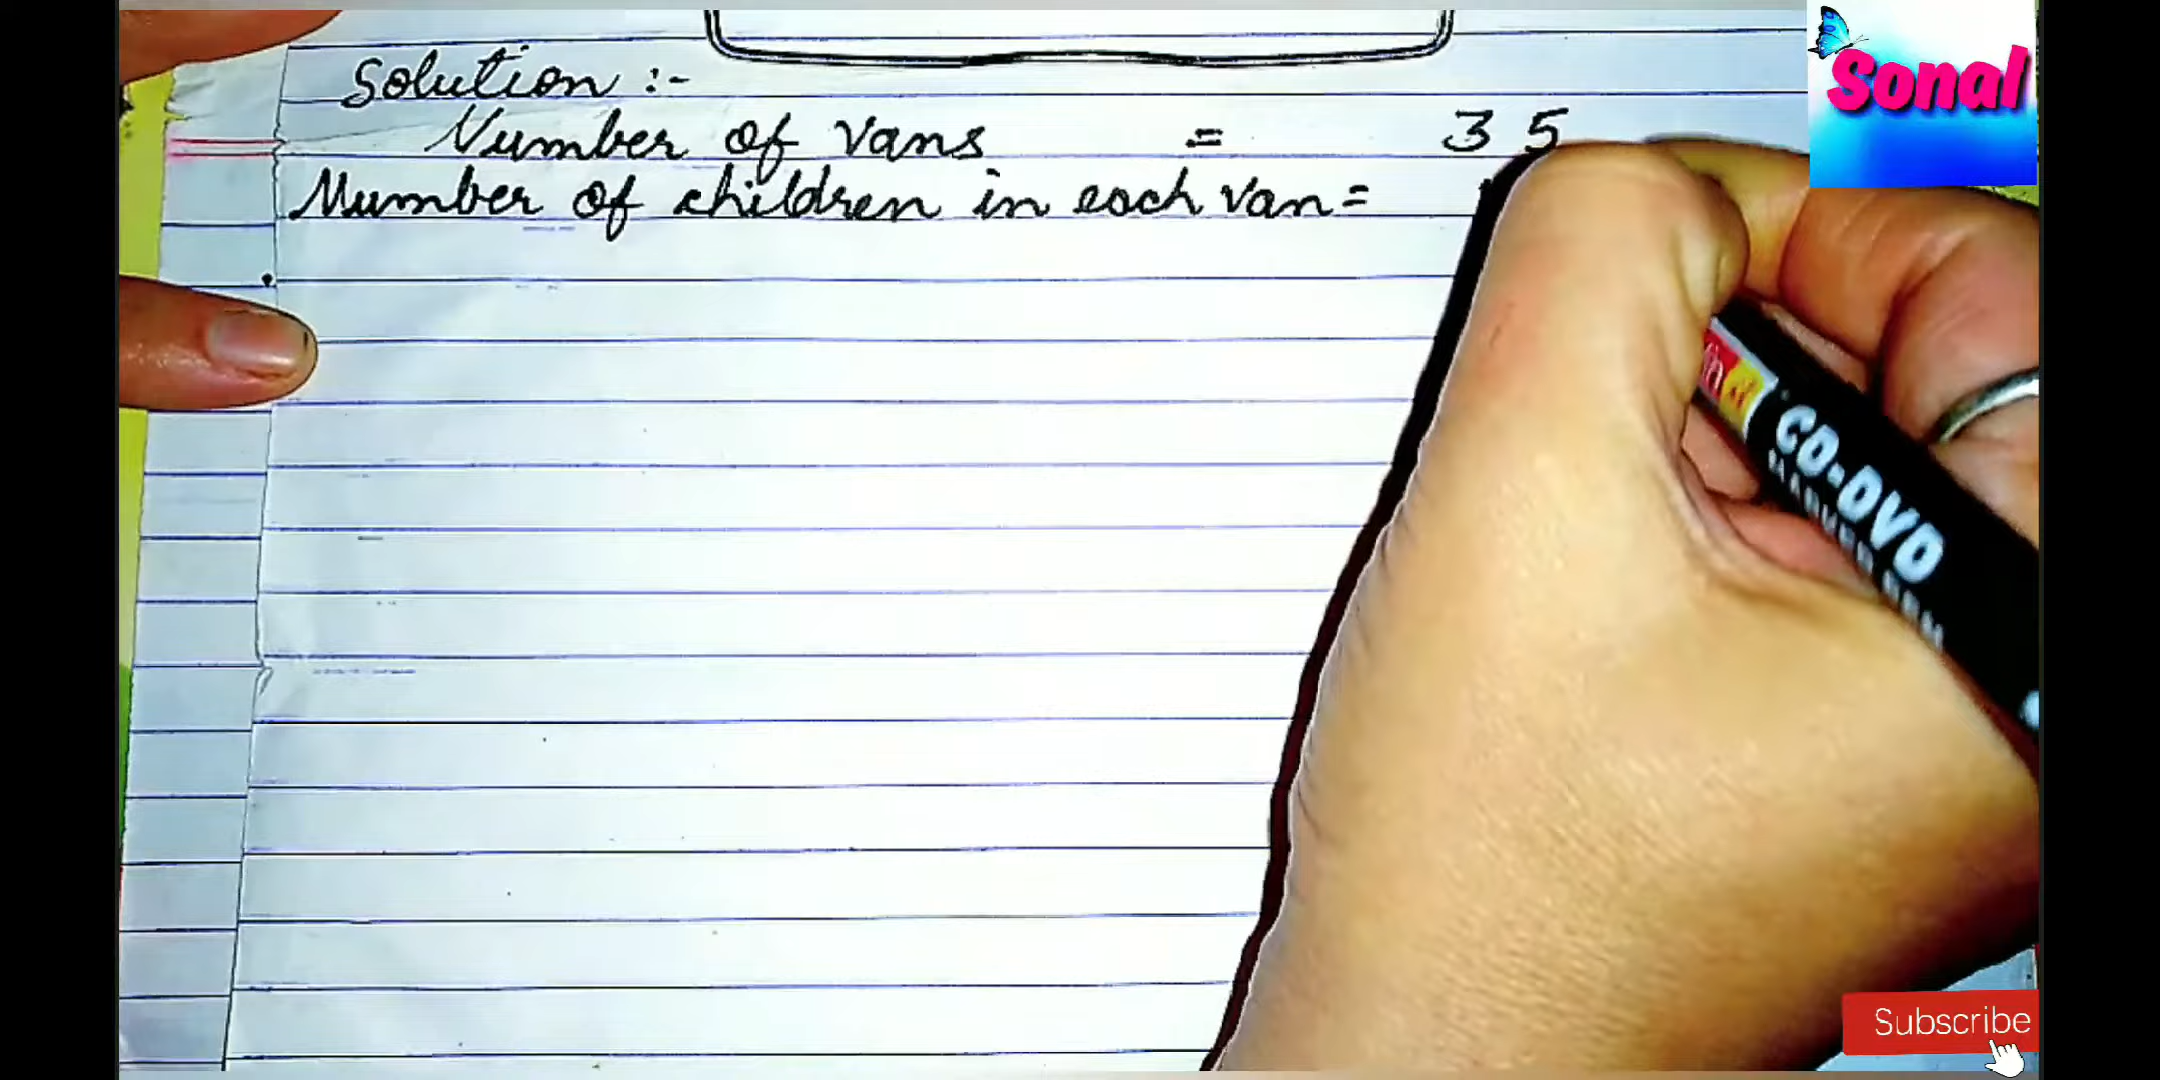 Solution :-
Number of vans = 35
Number of children in each van =
Sonal
CD-DVD
Subscribe